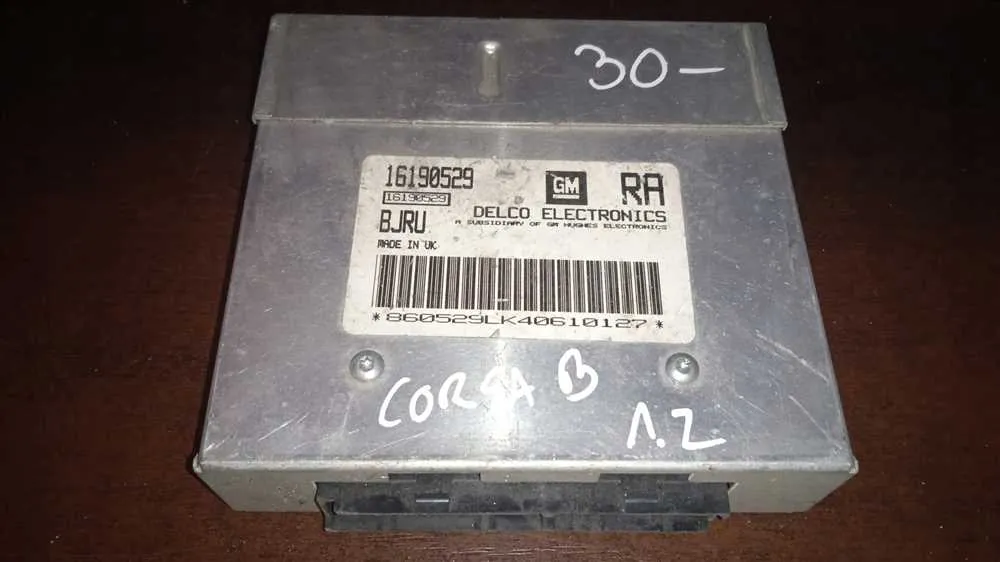 30-
16190529
16190529
GM
RA
BJRU
DELCO ELECTRONICS
A SUBSIDIARY OF GM HUGHES ELECTRONICS
MADE IN UK
*860529LK40610127*
CORSA B
1.2